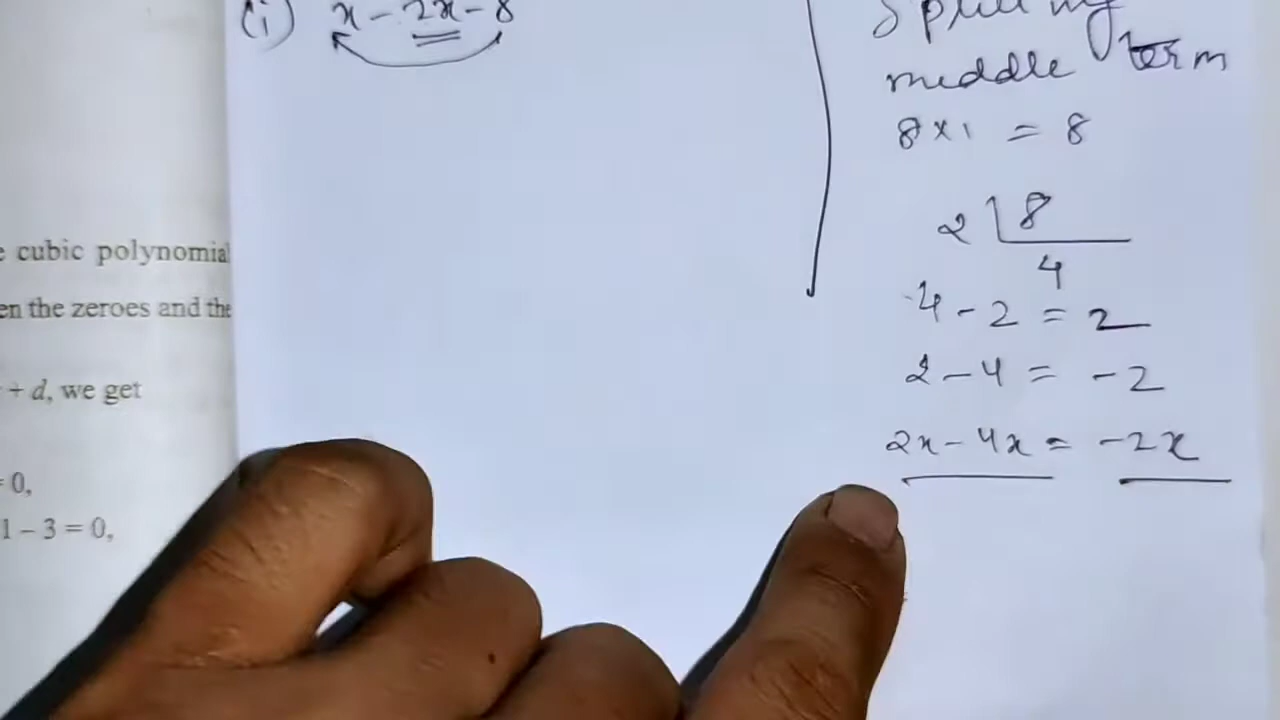 (i) x - 2x - 8
middle term
8 × 1 = 8
2 8
4
4 - 2 = 2
2 - 4 = -2
2x - 4x = -2x
cubic polynomial
the zeroes and the
+ d, we get
= 0,
1 – 3 = 0,